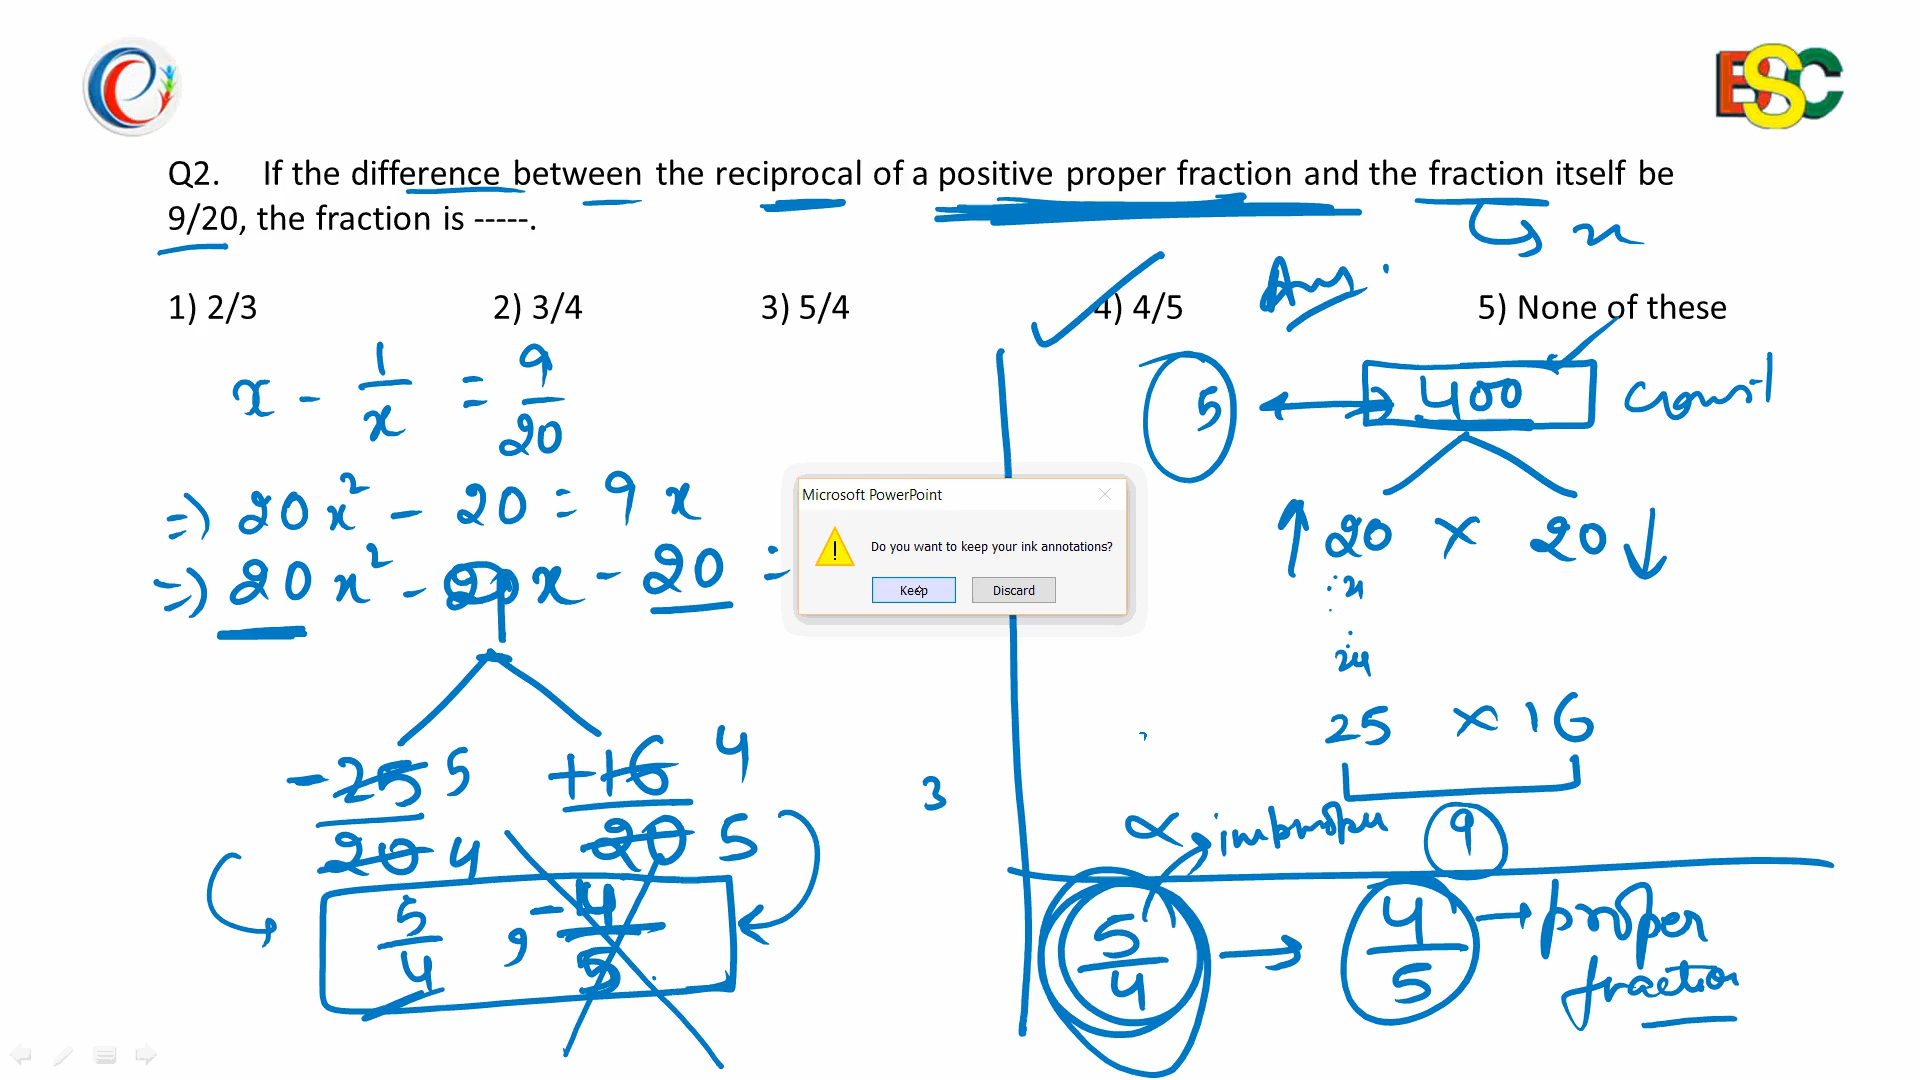 ESC
Q2. If the difference between the reciprocal of a positive proper fraction and the fraction itself be
9/20, the fraction is -----.
x
Ans.
1) 2/3 2) 3/4 3) 5/4 4) 4/5 5) None of these
x - 1/x = 9/20
=) 20x² - 20 = 9x
=) 20x² - 20x - 20 =
-25 5 +16 4
20 4 20 5
5/4 , -4/5
3
5 400 const
20 × 20
24
25 × 16
9
improper
5/4 → 4/5 → proper
fraction
Microsoft PowerPoint
Do you want to keep your ink annotations?
Keep Discard